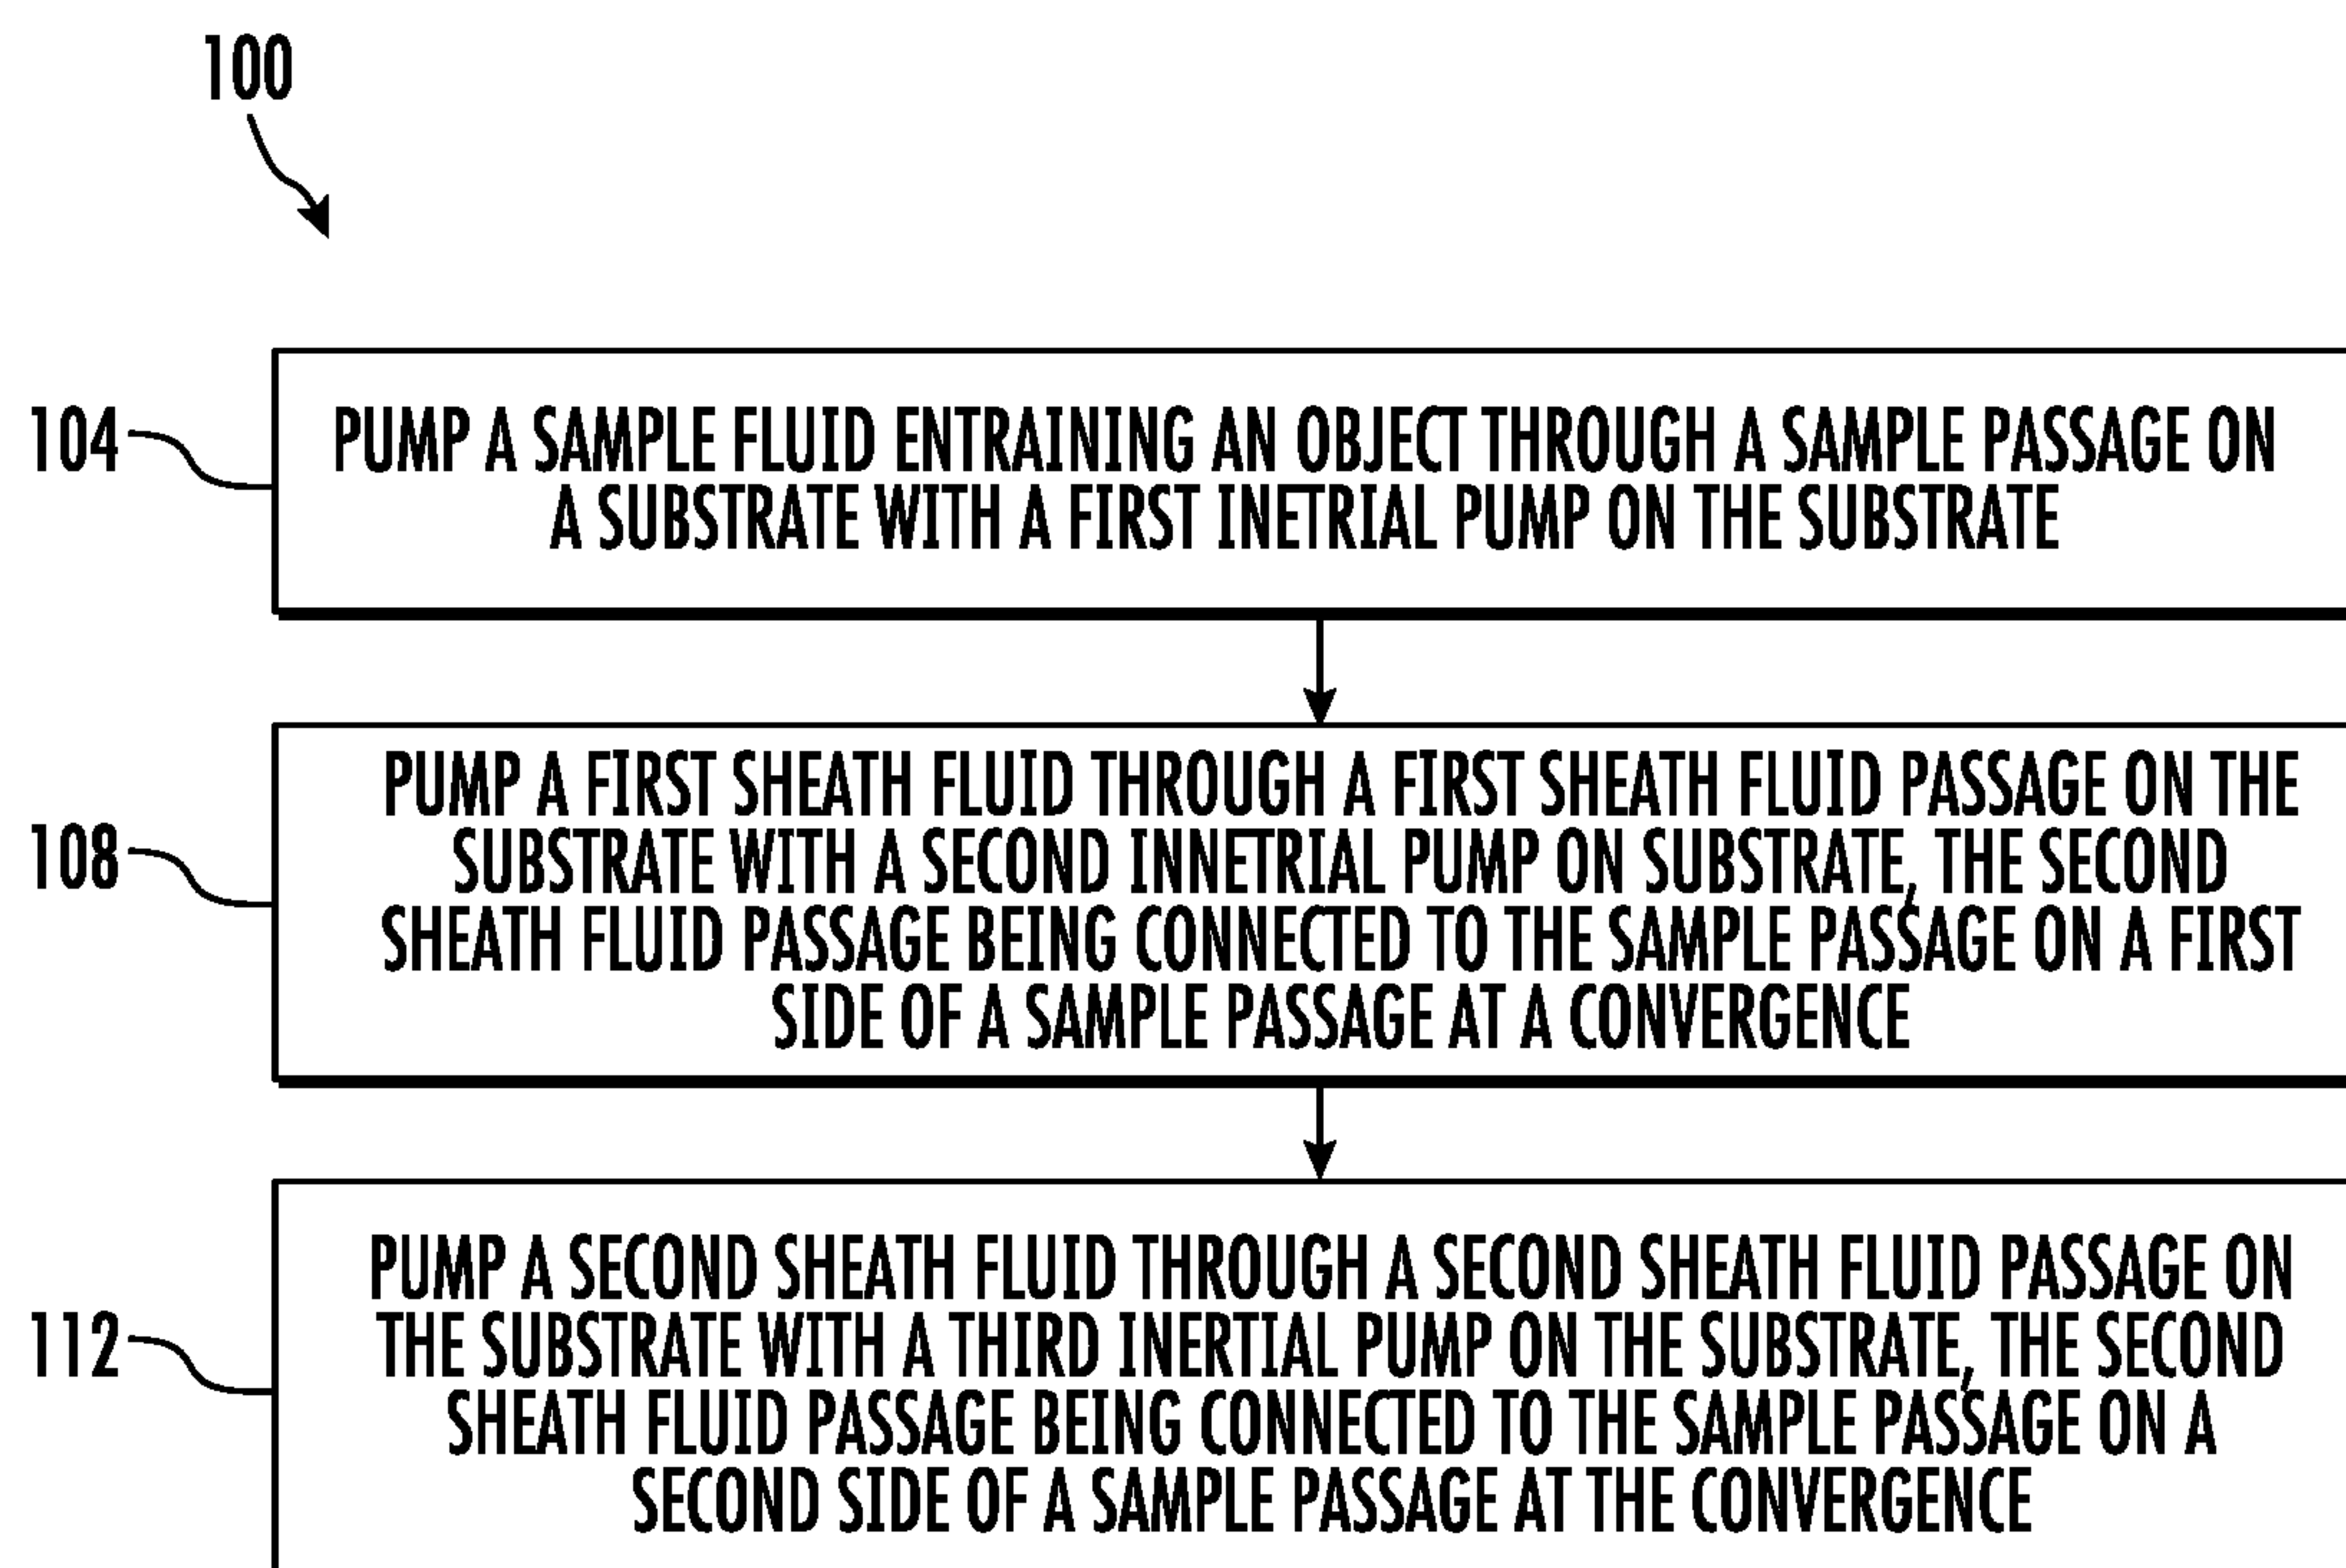 100
104
PUMP A SAMPLE FLUID ENTRAINING AN OBJECT THROUGH A SAMPLE PASSAGE ON
A SUBSTRATE WITH A FIRST INETRIAL PUMP ON THE SUBSTRATE
108
PUMP A FIRST SHEATH FLUID THROUGH A FIRST SHEATH FLUID PASSAGE ON THE
SUBSTRATE WITH A SECOND INNETRIAL PUMP ON SUBSTRATE, THE SECOND
SHEATH FLUID PASSAGE BEING CONNECTED TO THE SAMPLE PASSAGE ON A FIRST
SIDE OF A SAMPLE PASSAGE AT A CONVERGENCE
112
PUMP A SECOND SHEATH FLUID THROUGH A SECOND SHEATH FLUID PASSAGE ON
THE SUBSTRATE WITH A THIRD INERTIAL PUMP ON THE SUBSTRATE, THE SECOND
SHEATH FLUID PASSAGE BEING CONNECTED TO THE SAMPLE PASSAGE ON A
SECOND SIDE OF A SAMPLE PASSAGE AT THE CONVERGENCE